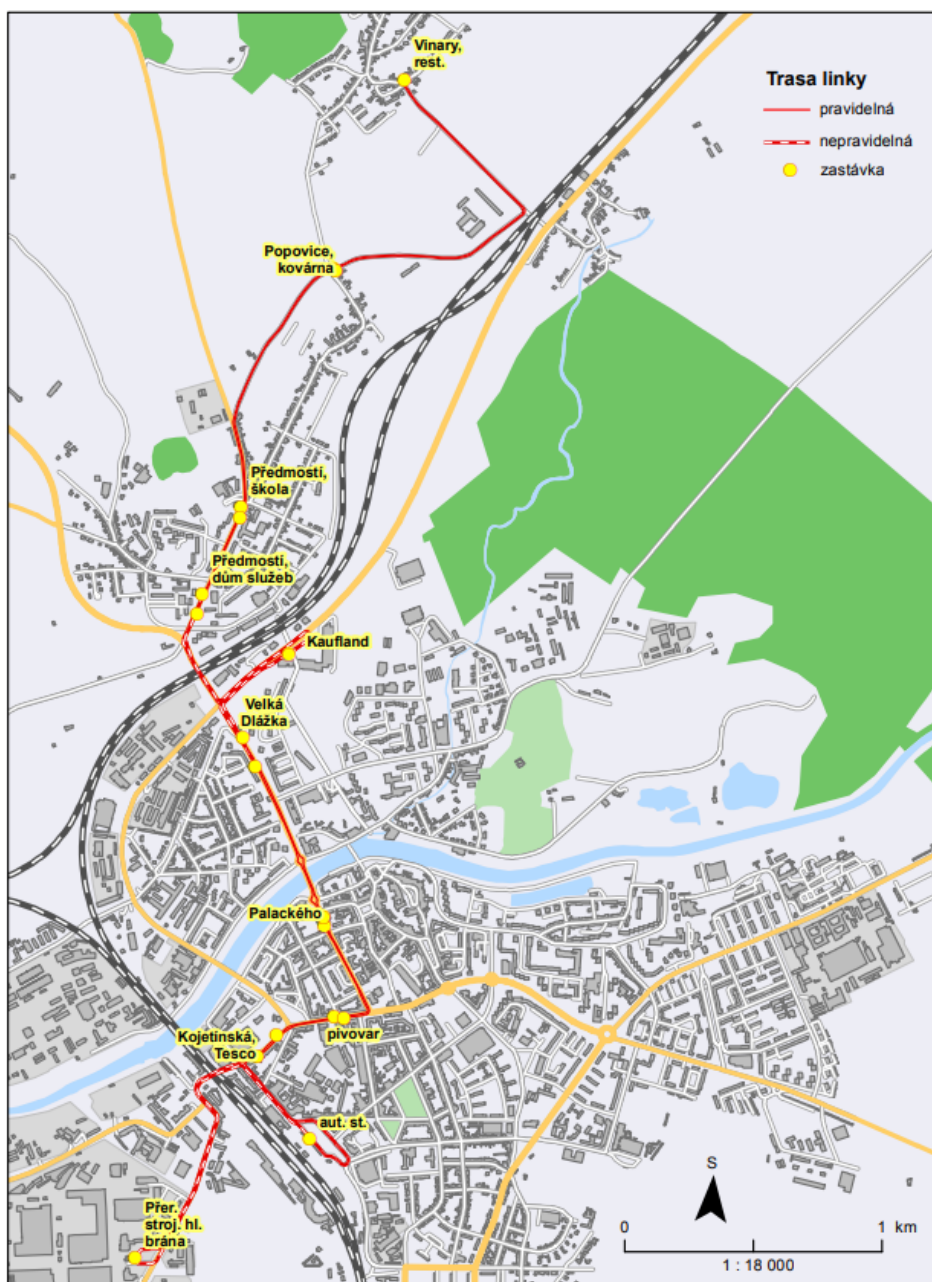 Vinary,
rest.
Trasa linky
pravidelná
nepravidelná
zastávka
Popovice,
kovárna
Předmostí,
škola
Předmostí,
dům služeb
Kaufland
Velká
Dlážka
Palackého
Kojetínská,
Tesco
pivovar
aut. st.
Přer.
stroj. hl.
brána
S
0 1 km
1 : 18 000